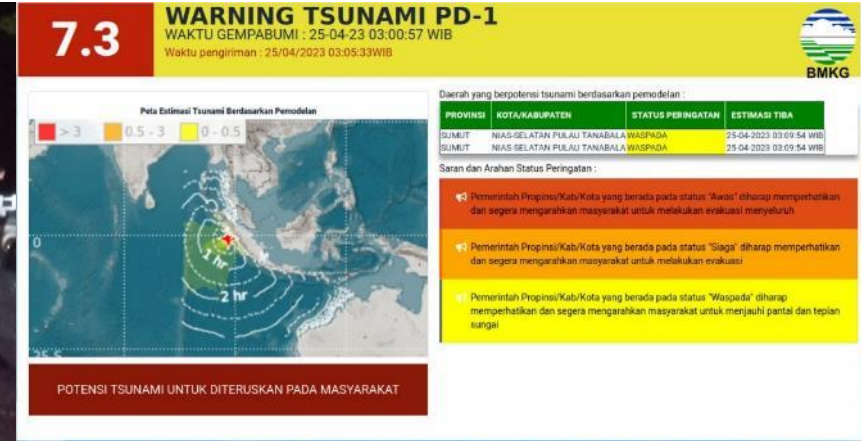 7.3
WARNING TSUNAMI PD-1
WAKTU GEMPABUMI : 25-04-23 03:00:57 WIB
Waktu pengiriman : 25/04/2023 03:05:33WIB
BMKG
Peta Estimasi Tsunami Berdasarkan Pemodelan
> 3 0.5 - 3 0 - 0.5
0
1 hr
2 hr
25 S
POTENSI TSUNAMI UNTUK DITERUSKAN PADA MASYARAKAT
Daerah yang berpotensi tsunami berdasarkan pemodelan :
PROVINSI KOTA/KABUPATEN STATUS PERINGATAN ESTIMASI TIBA
SUMUT NIAS-SELATAN PULAU TANABALA WASPADA 25-04-2023 03:09:54 WIB
SUMUT NIAS-SELATAN PULAU TANABALA WASPADA 25-04-2023 03:09:54 WIB
Saran dan Arahan Status Peringatan :
Pemerintah Propinsi/Kab/Kota yang berada pada status "Awas" diharap memperhatikan
dan segera mengarahkan masyarakat untuk melakukan evakuasi menyeluruh
Pemerintah Propinsi/Kab/Kota yang berada pada status "Siaga" diharap memperhatikan
dan segera mengarahkan masyarakat untuk melakukan evakuasi
Pemerintah Propinsi/Kab/Kota yang berada pada status "Waspada" diharap
memperhatikan dan segera mengarahkan masyarakat untuk menjauhi pantai dan tepian
sungai